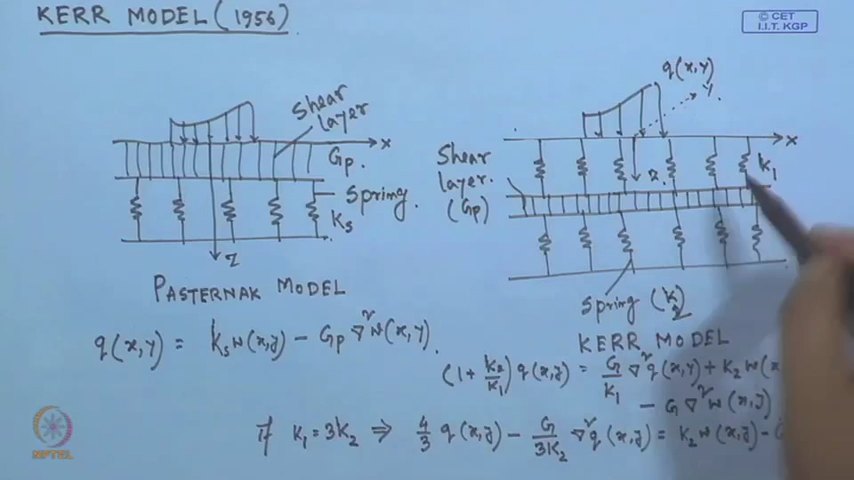 KERR MODEL (1956)
© CET
I.I.T. KGP
Shear
layer
x
Gp.
Spring
Ks
z
PASTERNAK MODEL
q(x,y) = ksw(x,y) - Gp∇²w(x,y).
q(x,y)
y.
x
Shear
layer.
(Gp)
z.
k1
Spring (k2)
KERR MODEL
(1 + k2/k1) q(x,y) = G/k1 ∇²q(x,y) + k2 w(x
- G∇²w(x,y)
If k1 = 3k2 ⇒ 4/3 q(x,y) - G/3k2 ∇²q(x,y) = k2w(x,y) -
NPTEL